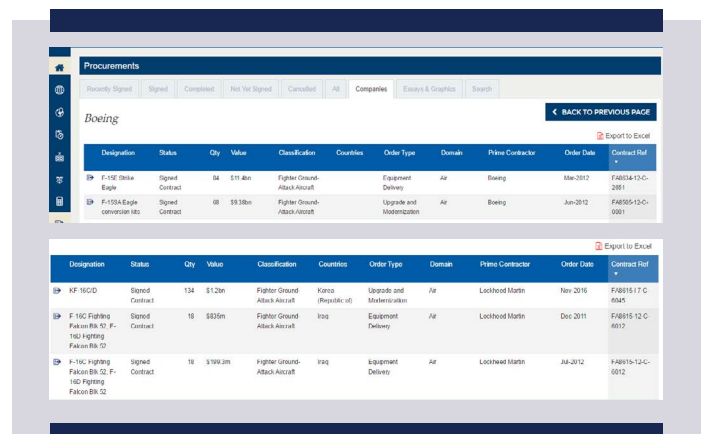 Procurements
Recently Signed Signed Completed Not Yet Signed Cancelled All Companies Essays & Graphics Search
Boeing
BACK TO PREVIOUS PAGE
Export to Excel
Designation Status Qty Value Classification Countries Order Type Domain Prime Contractor Order Date Contract Ref
F-15E Strike Signed 84 $11.4bn Fighter Ground- Equipment Air Boeing Mar-2012 FA8634-12-C-
Eagle Contract Attack Aircraft Delivery
F-15SA Eagle Signed 68 $9.38bn Fighter Ground- Upgrade and Air Boeing Jun-2012 FA8505-12-C-
conversion kits Contract Attack Aircraft Modernization 0001
Export to Excel
Designation Status Qty Value Classification Countries Order Type Domain Prime Contractor Order Date Contract Ref
KF 16C/D Signed 134 $1.2bn Fighter Ground Korea Upgrade and Air Lockheed Martin Nov 2016 FA8615-17-C-
Contract Attack Aircraft (Republic of) Modernization 6045
F 16C Fighting Signed 18 $835m Fighter Ground Iraq Equipment Air Lockheed Martin Dec 2011 FA8615-12-C-
Falcon Blk 52, F- Contract Attack Aircraft Delivery 6012
16D Fighting
Falcon Blk 52
F-16C Fighting Signed 18 $199.3m Fighter Ground- Iraq Equipment Air Lockheed Martin Jul-2012 FA8615-12-C-
Falcon Blk 52, F- Contract Attack Aircraft Delivery 6012
16D Fighting
Falcon Blk 52